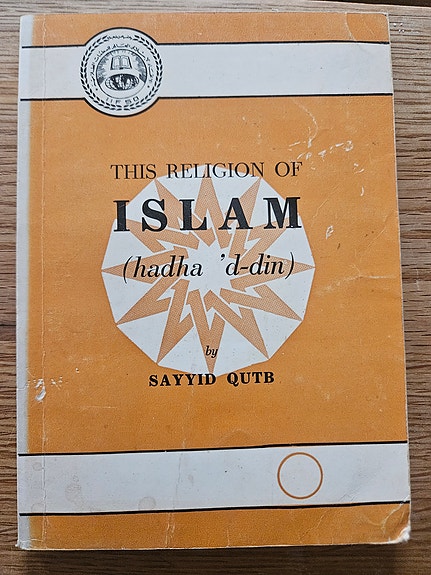 I.I.F.S.O.
THIS RELIGION OF
ISLAM
(hadha 'd-din)
by
SAYYID QUTB